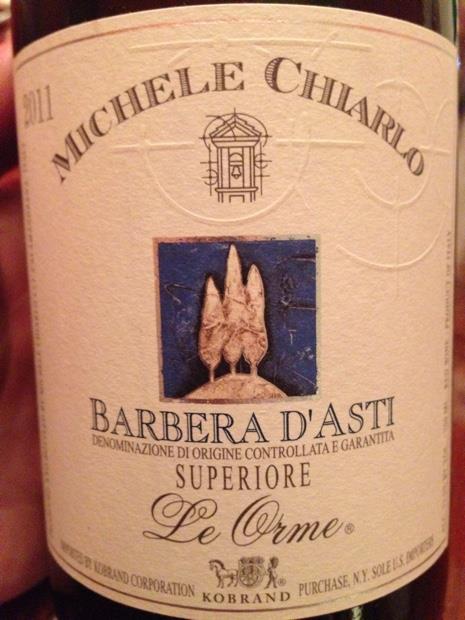 2011
MICHELE CHIARLO
BARBERA D'ASTI
DENOMINAZIONE DI ORIGINE CONTROLLATA E GARANTITA
SUPERIORE
Le Orme®
IMPORTED BY KOBRAND CORPORATION PURCHASE, N.Y. SOLE U.S. IMPORTERS
KOBRAND